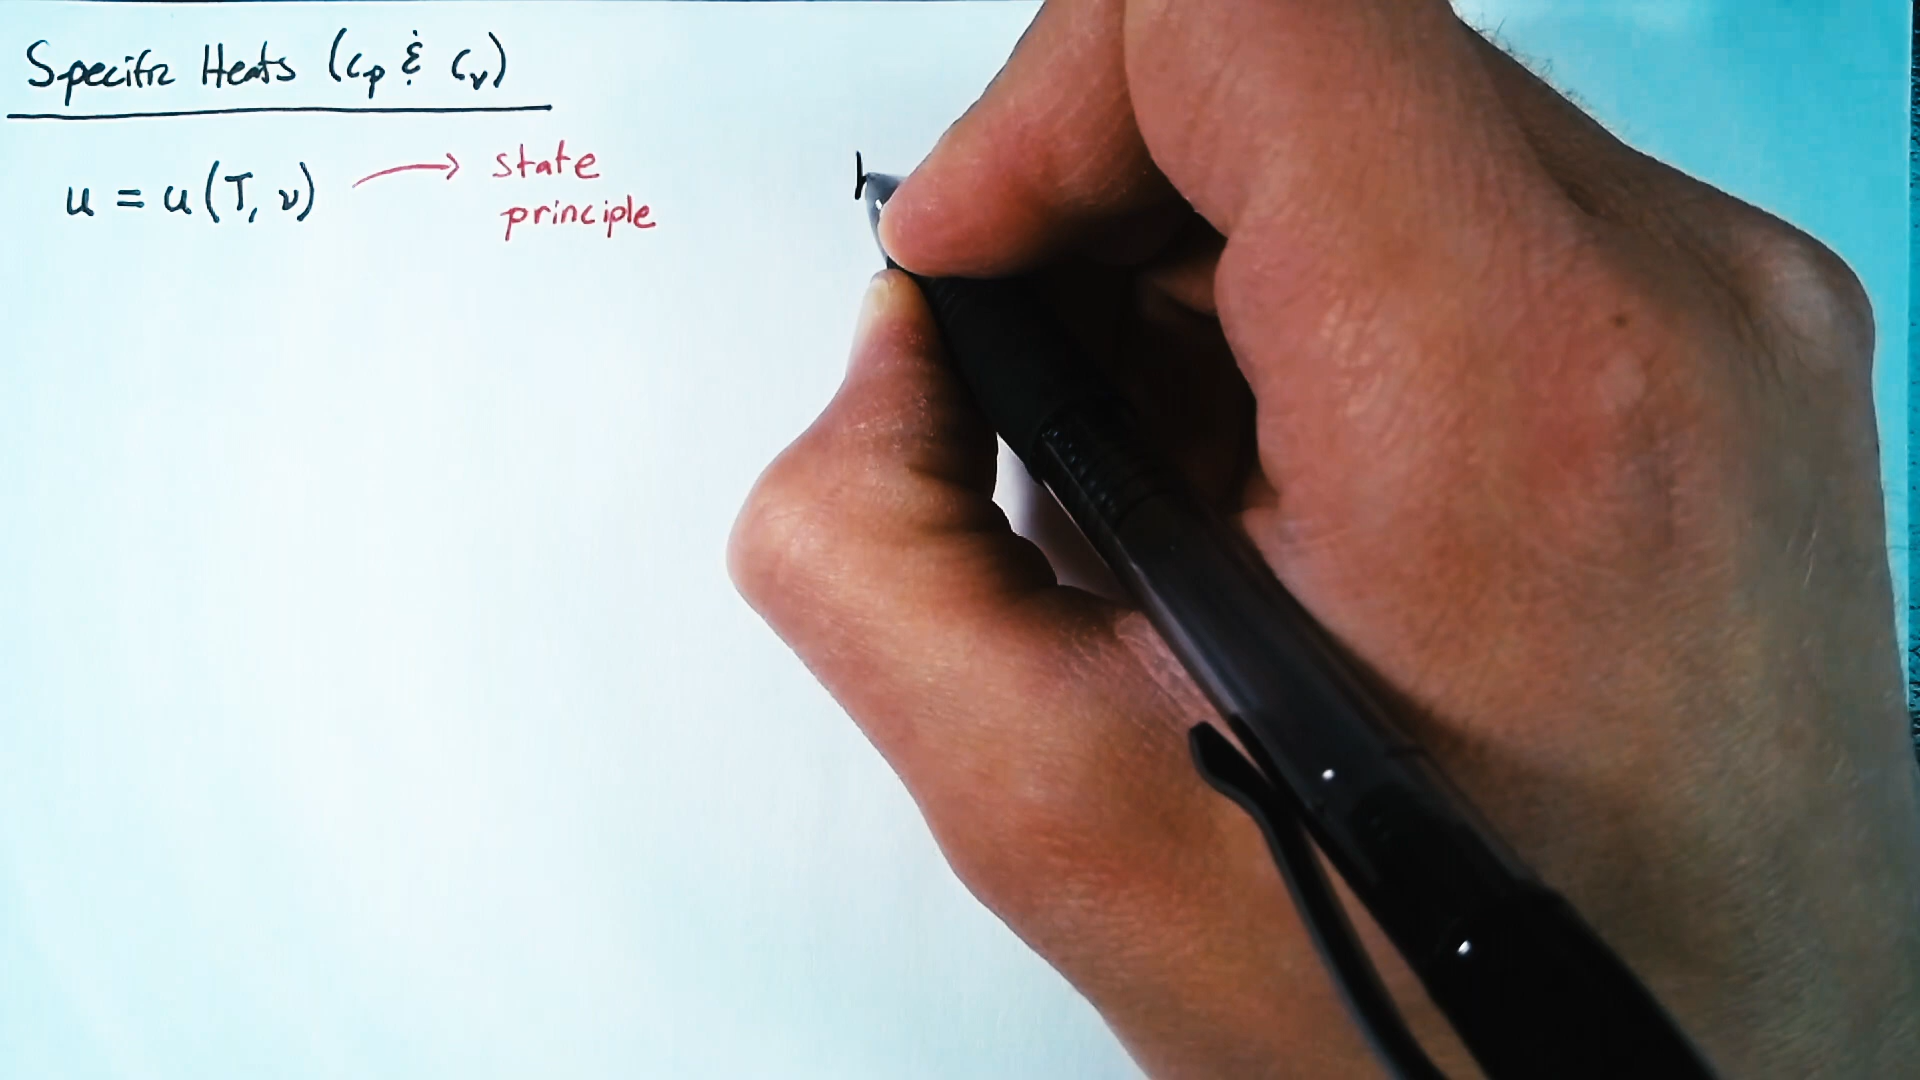 Specific Heats (cp & cv)
u = u(T, v) → state
principle
h